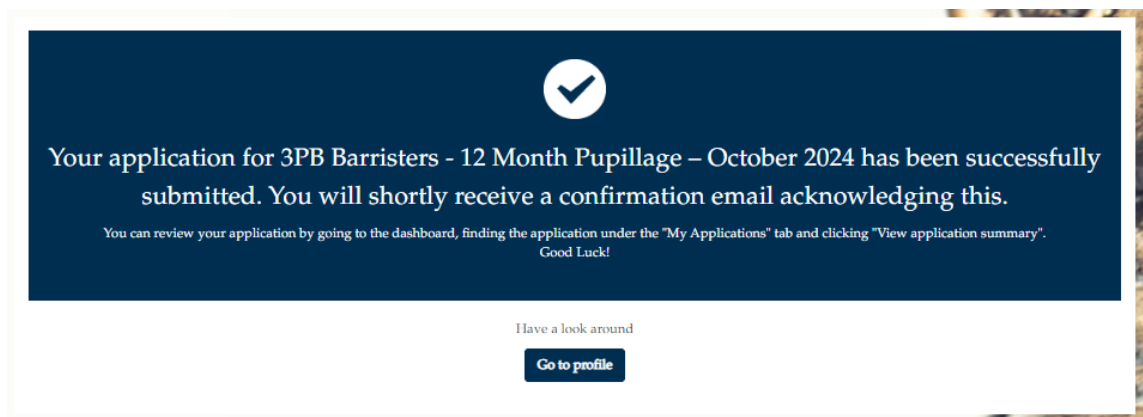 Your application for 3PB Barristers - 12 Month Pupillage – October 2024 has been successfully
submitted. You will shortly receive a confirmation email acknowledging this.
You can review your application by going to the dashboard, finding the application under the "My Applications" tab and clicking "View application summary".
Good Luck!
Have a look around
Go to profile